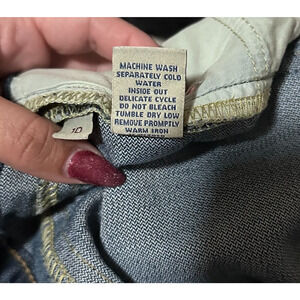 MACHINE WASH
SEPARATELY COLD
WATER
INSIDE OUT
DELICATE CYCLE
DO NOT BLEACH
TUMBLE DRY LOW
REMOVE PROMPTLY
WARM IRON
10